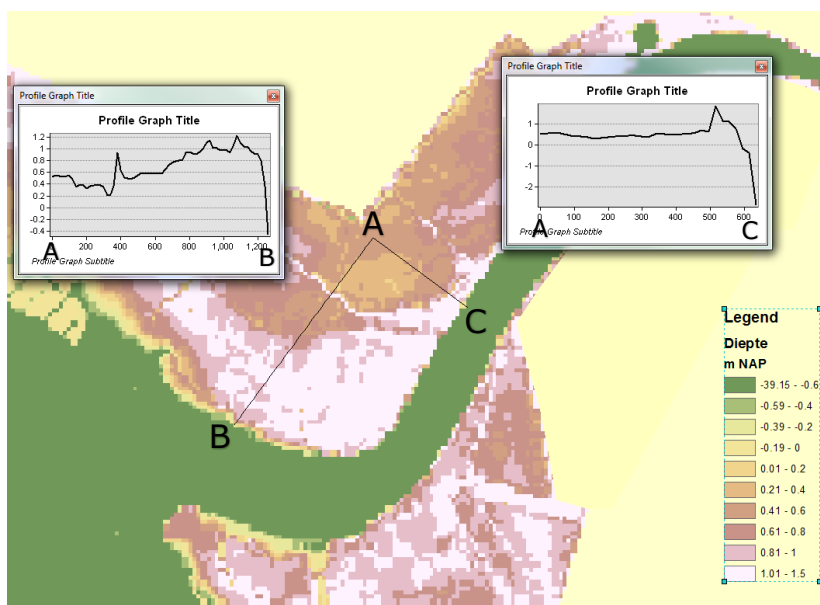 Profile Graph Title
Profile Graph Title
1.2
1
0.8
0.6
0.4
0.2
0
-0.2
-0.4
200
400
600
800
1,000
1,200
A
B
Profile Graph Subtitle
Profile Graph Title
Profile Graph Title
1
0
-1
-2
0
100
200
300
400
500
600
A
C
Profile Graph Subtitle
A
C
B
Legend
Diepte
m NAP
-39.15 - -0.6
-0.59 - -0.4
-0.39 - -0.2
-0.19 - 0
0.01 - 0.2
0.21 - 0.4
0.41 - 0.6
0.61 - 0.8
0.81 - 1
1.01 - 1.5